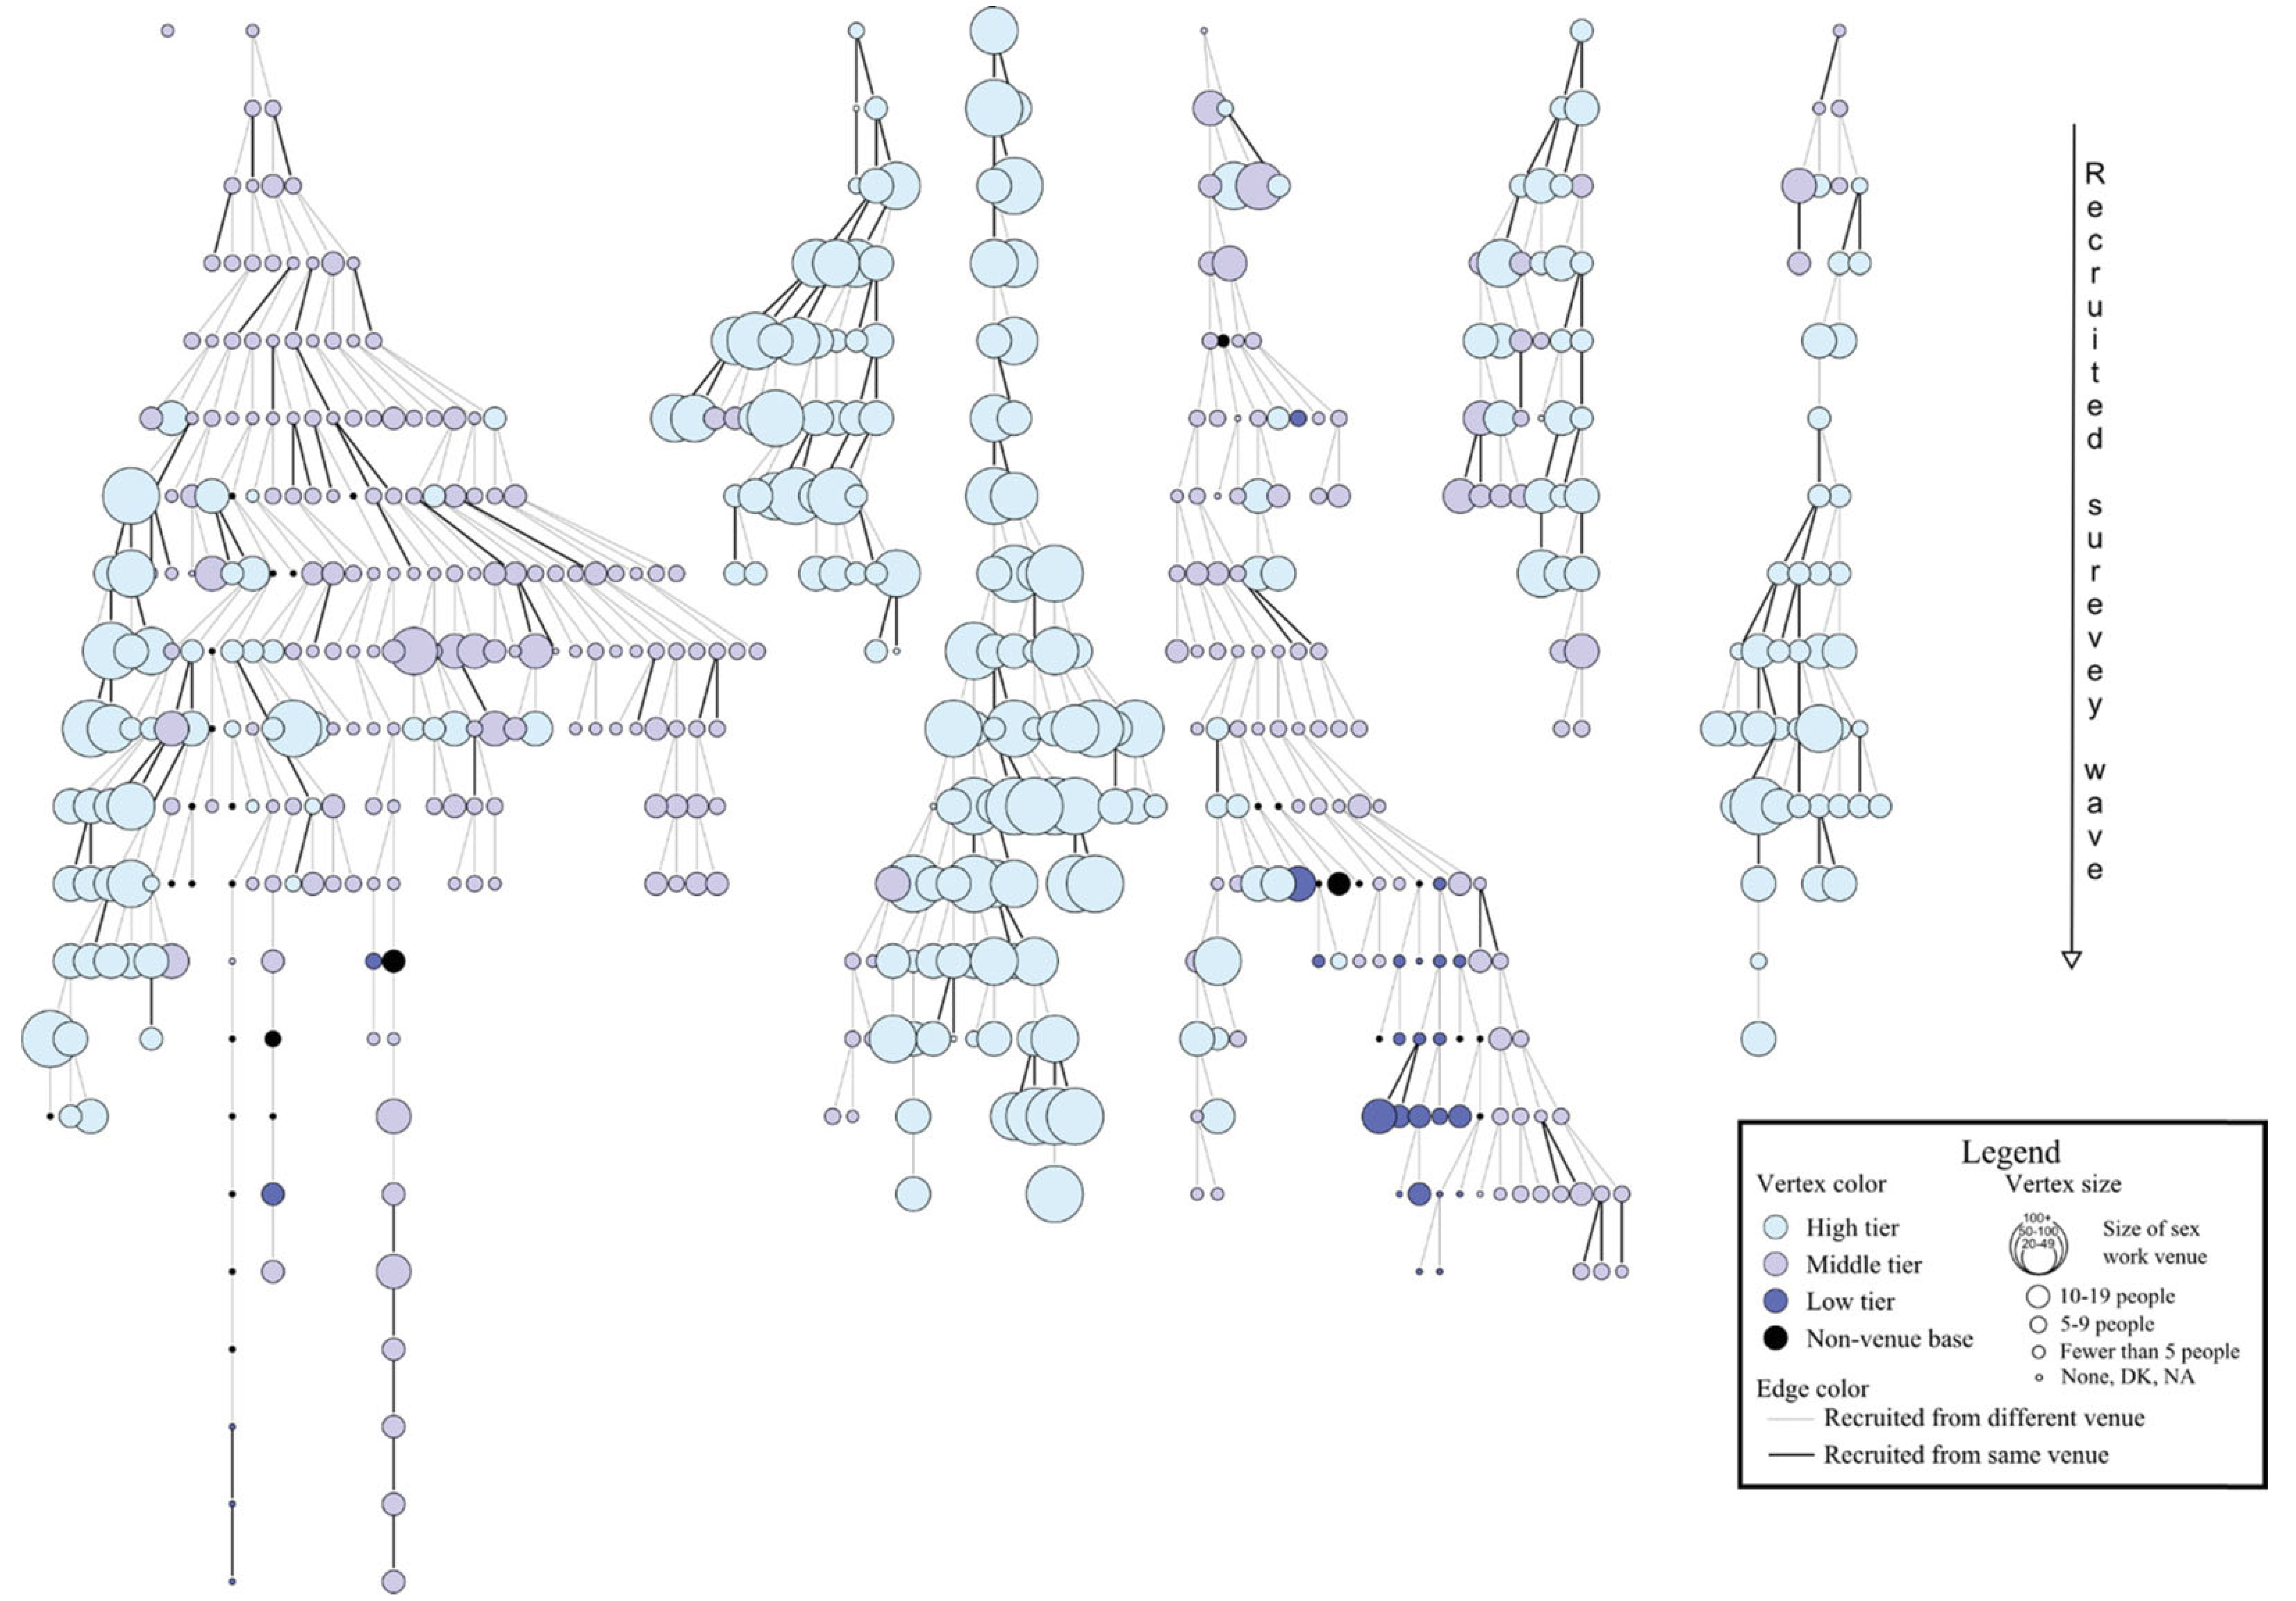 Recruited survey wave
Legend
Vertex color
High tier
Middle tier
Low tier
Non-venue base
Edge color
Recruited from different venue
Recruited from same venue
Vertex size
100+
50-100
20-49
Size of sex
work venue
10-19 people
5-9 people
Fewer than 5 people
None, DK, NA